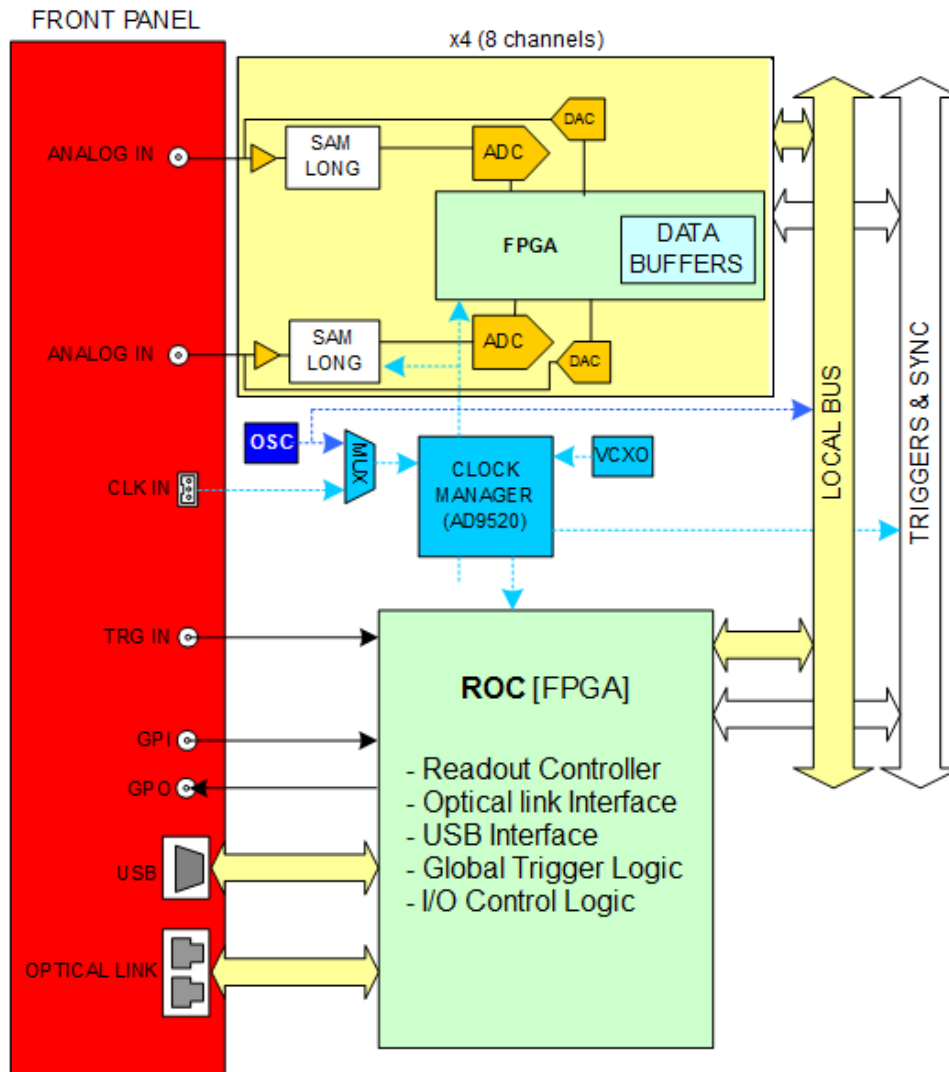 FRONT PANEL
x4 (8 channels)
ANALOG IN
SAM
LONG
ADC
DAC
FPGA
DATA
BUFFERS
ANALOG IN
SAM
LONG
ADC
DAC
OSC
MUX
CLK IN
CLOCK
MANAGER
(AD9520)
VCXO
LOCAL BUS
TRIGGERS & SYNC
TRG IN
GPI
GPO
USB
OPTICAL LINK
ROC [FPGA]
- Readout Controller
- Optical link Interface
- USB Interface
- Global Trigger Logic
- I/O Control Logic